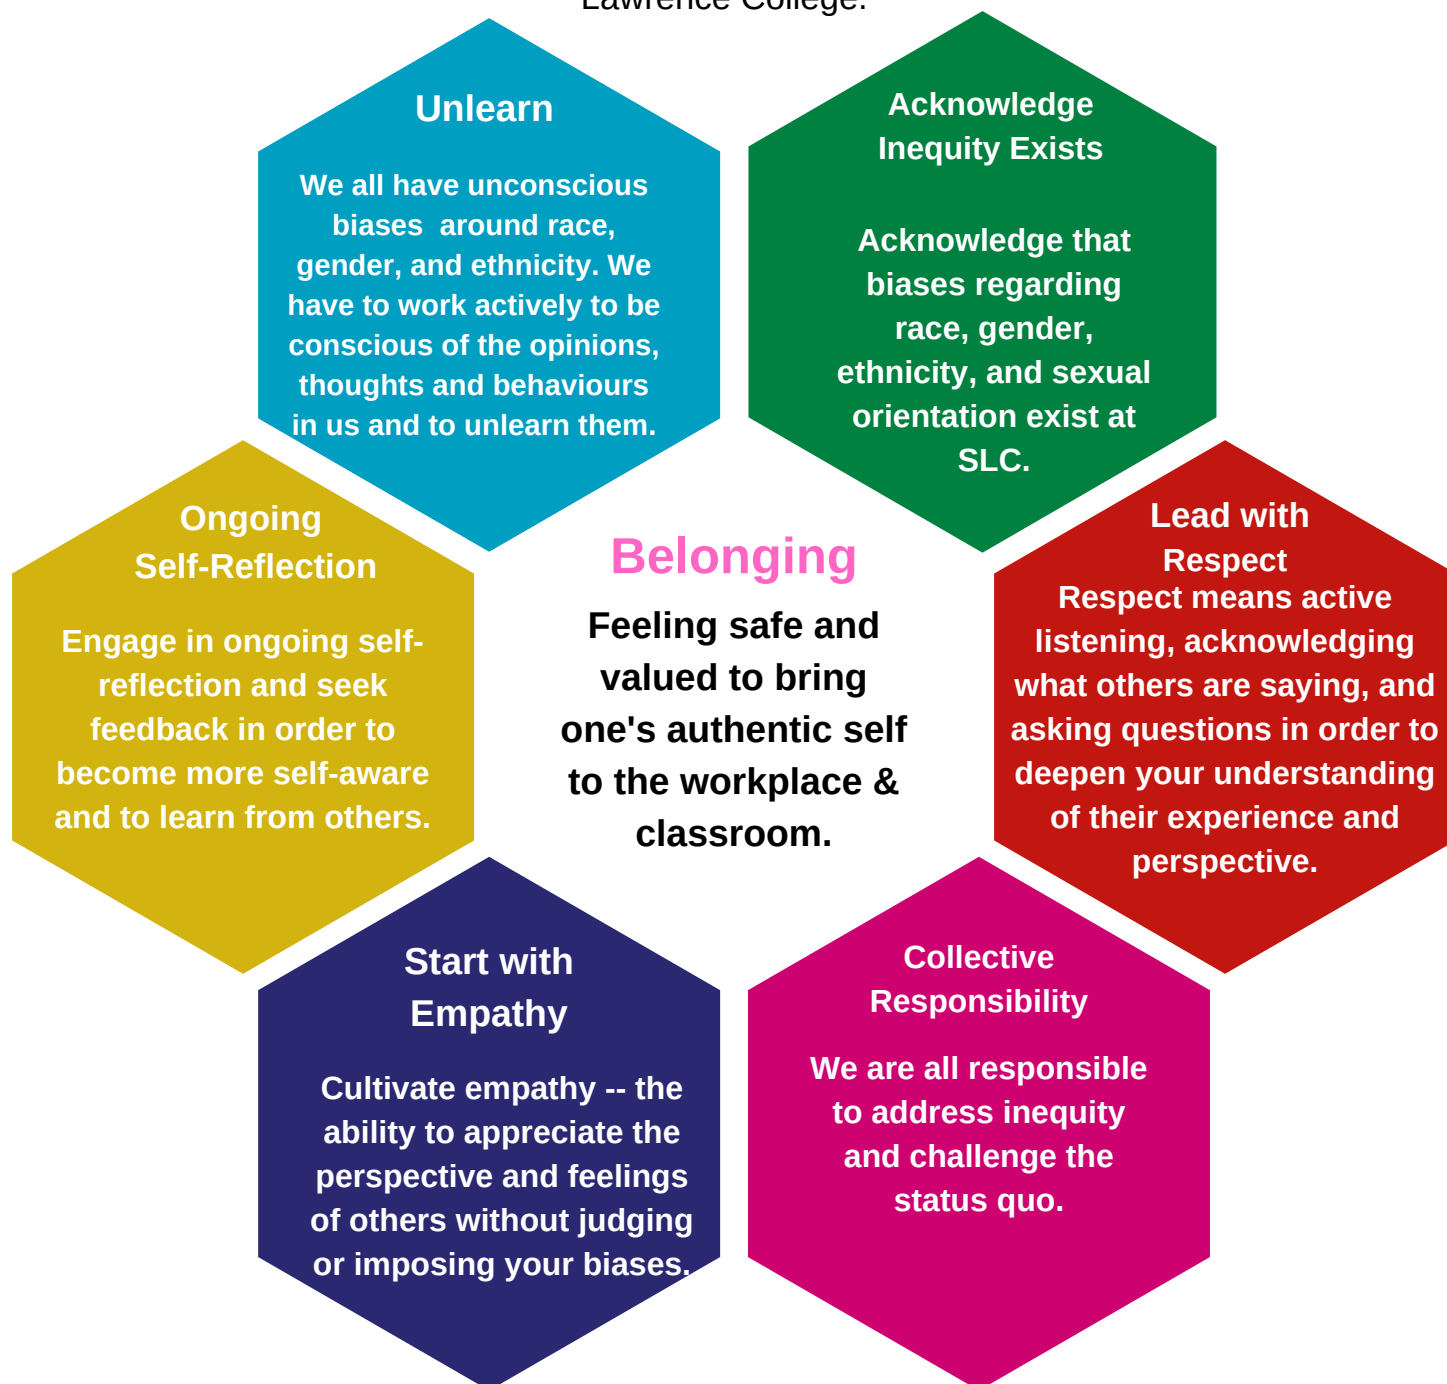 Lawrence College.
Unlearn
We all have unconscious
biases  around race,
gender, and ethnicity. We
have to work actively to be
conscious of the opinions,
thoughts and behaviours
in us and to unlearn them.
Acknowledge
Inequity Exists
Acknowledge that
biases regarding
race, gender,
ethnicity, and sexual
orientation exist at
SLC.
Ongoing
Self-Reflection
Engage in ongoing self-
reflection and seek
feedback in order to
become more self-aware
and to learn from others.
Belonging
Feeling safe and
valued to bring
one's authentic self
to the workplace &
classroom.
Lead with
Respect
Respect means active
listening, acknowledging
what others are saying, and
asking questions in order to
deepen your understanding
of their experience and
perspective.
Start with
Empathy
Cultivate empathy -- the
ability to appreciate the
perspective and feelings
of others without judging
or imposing your biases.
Collective
Responsibility
We are all responsible
to address inequity
and challenge the
status quo.